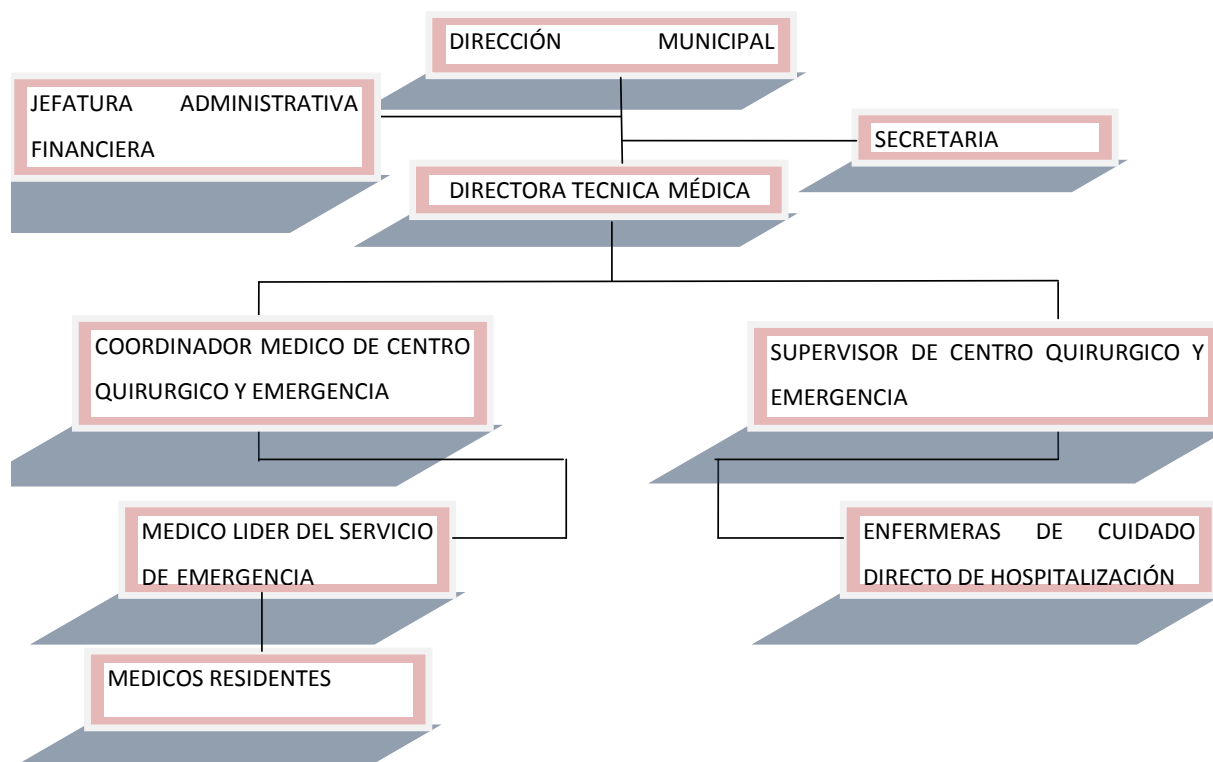 DIRECCIÓN MUNICIPAL
JEFATURA ADMINISTRATIVA
FINANCIERA
SECRETARIA
DIRECTORA TECNICA MÉDICA
COORDINADOR MEDICO DE CENTRO
QUIRURGICO Y EMERGENCIA
SUPERVISOR DE CENTRO QUIRURGICO Y
EMERGENCIA
MEDICO LIDER DEL SERVICIO
DE EMERGENCIA
ENFERMERAS DE CUIDADO
DIRECTO DE HOSPITALIZACIÓN
MEDICOS RESIDENTES